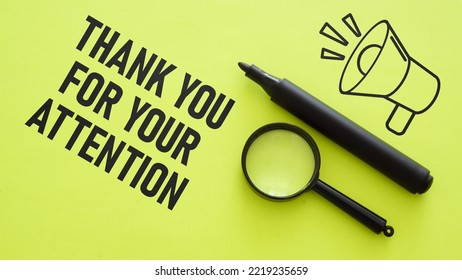 THANK YOU
FOR YOUR
ATTENTION
shutterstock.com · 2219235659